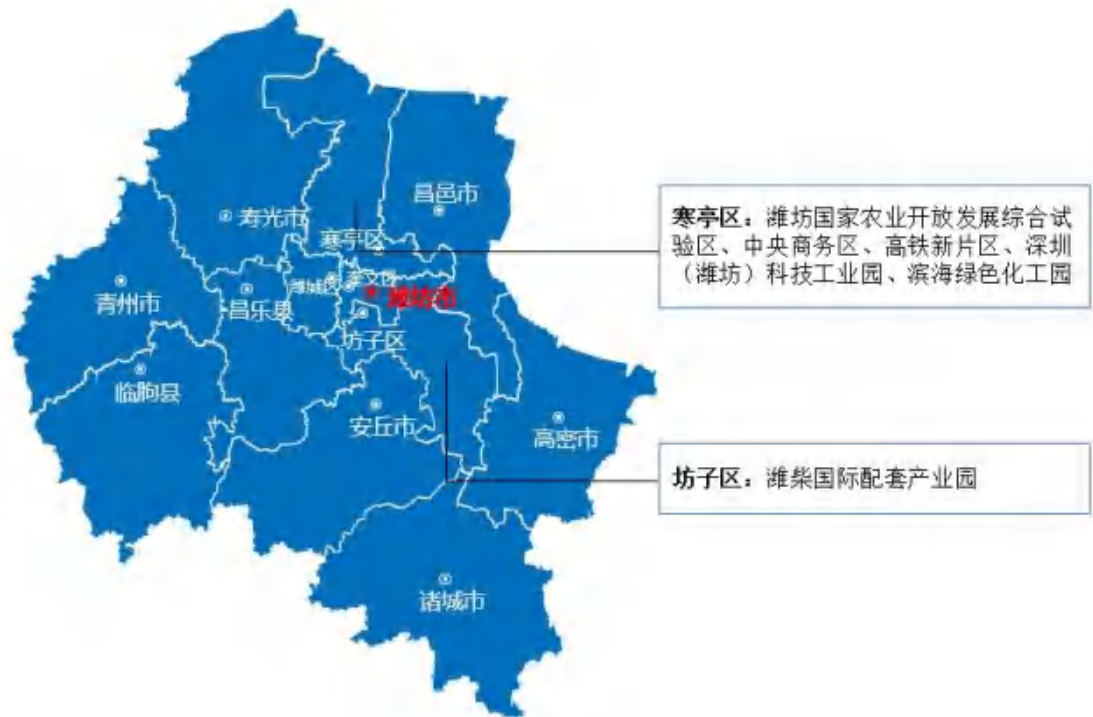 昌邑市
寿光市
寒亭区
潍城区
奎文区
潍坊市
青州市
昌乐县
坊子区
临朐县
安丘市
高密市
诸城市
寒亭区：潍坊国家农业开放发展综合试
验区、中央商务区、高铁新片区、深圳
（潍坊）科技工业园、滨海绿色化工园
坊子区：潍柴国际配套产业园